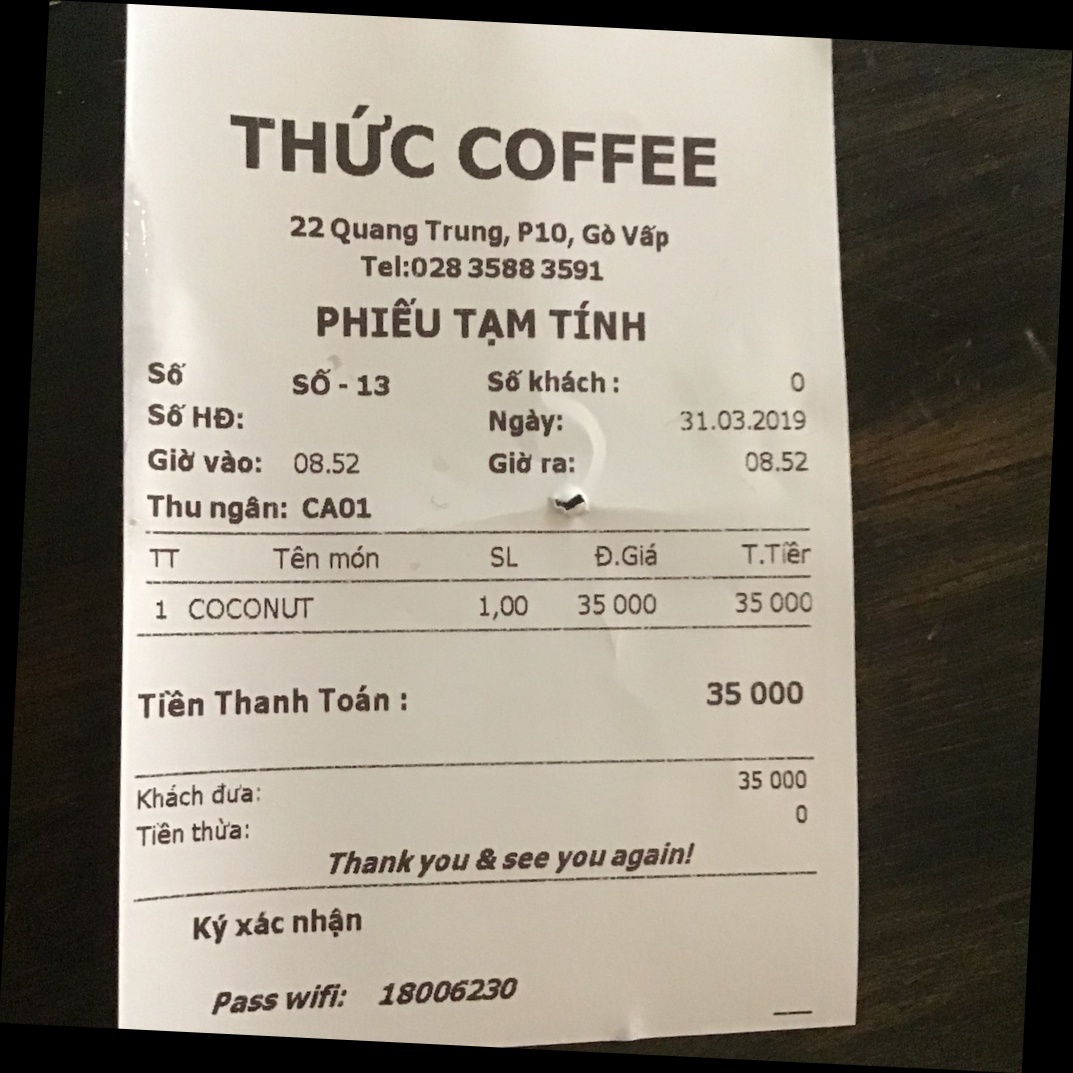 THỨC COFFEE
22 Quang Trung, P10, Gò Vấp
Tel:028 3588 3591
PHIẾU TẠM TÍNH
Số SỐ - 13 Số khách : 0
Số HĐ: Ngày: 31.03.2019
Giờ vào: 08.52 Giờ ra: 08.52
Thu ngân: CA01
TT Tên món SL Đ.Giá T.Tiền
1 COCONUT 1,00 35 000 35 000
Tiền Thanh Toán : 35 000
Khách đưa: 35 000
Tiền thừa: 0
Thank you & see you again!
Ký xác nhận
Pass wifi: 18006230